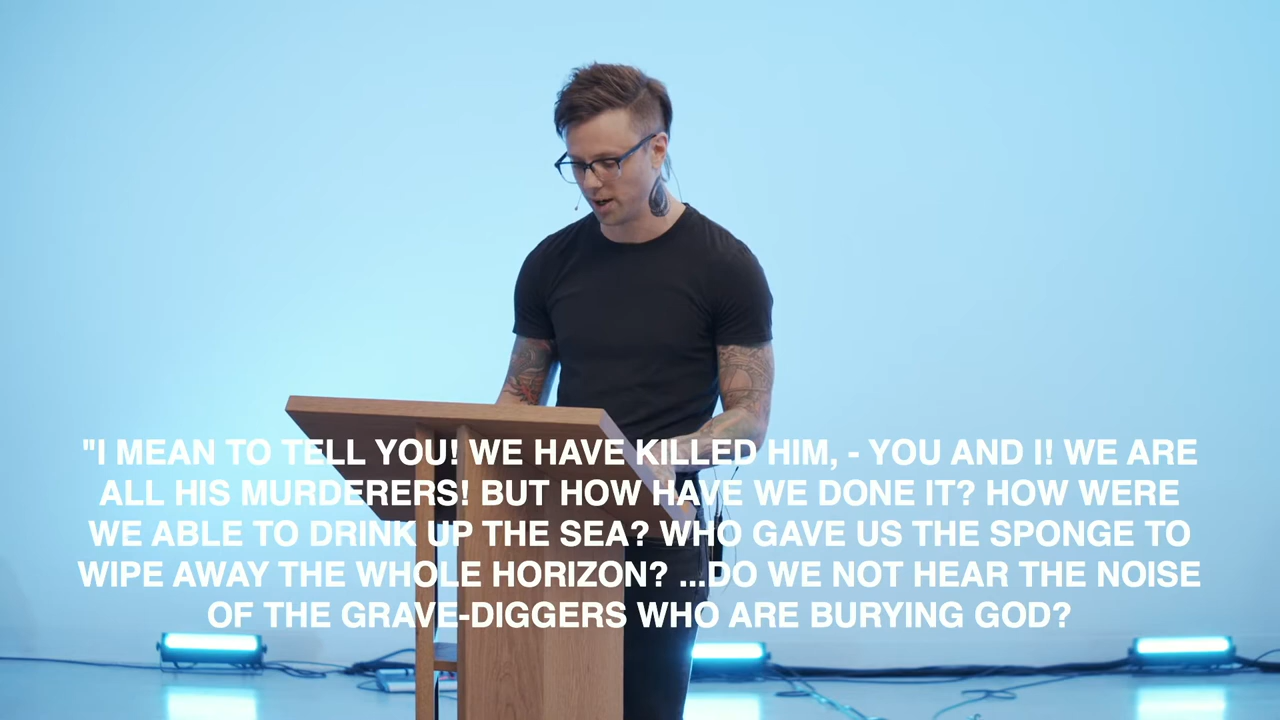 "I MEAN TO TELL YOU! WE HAVE KILLED HIM, - YOU AND I! WE ARE
ALL HIS MURDERERS! BUT HOW HAVE WE DONE IT? HOW WERE
WE ABLE TO DRINK UP THE SEA? WHO GAVE US THE SPONGE TO
WIPE AWAY THE WHOLE HORIZON? ...DO WE NOT HEAR THE NOISE
OF THE GRAVE-DIGGERS WHO ARE BURYING GOD?